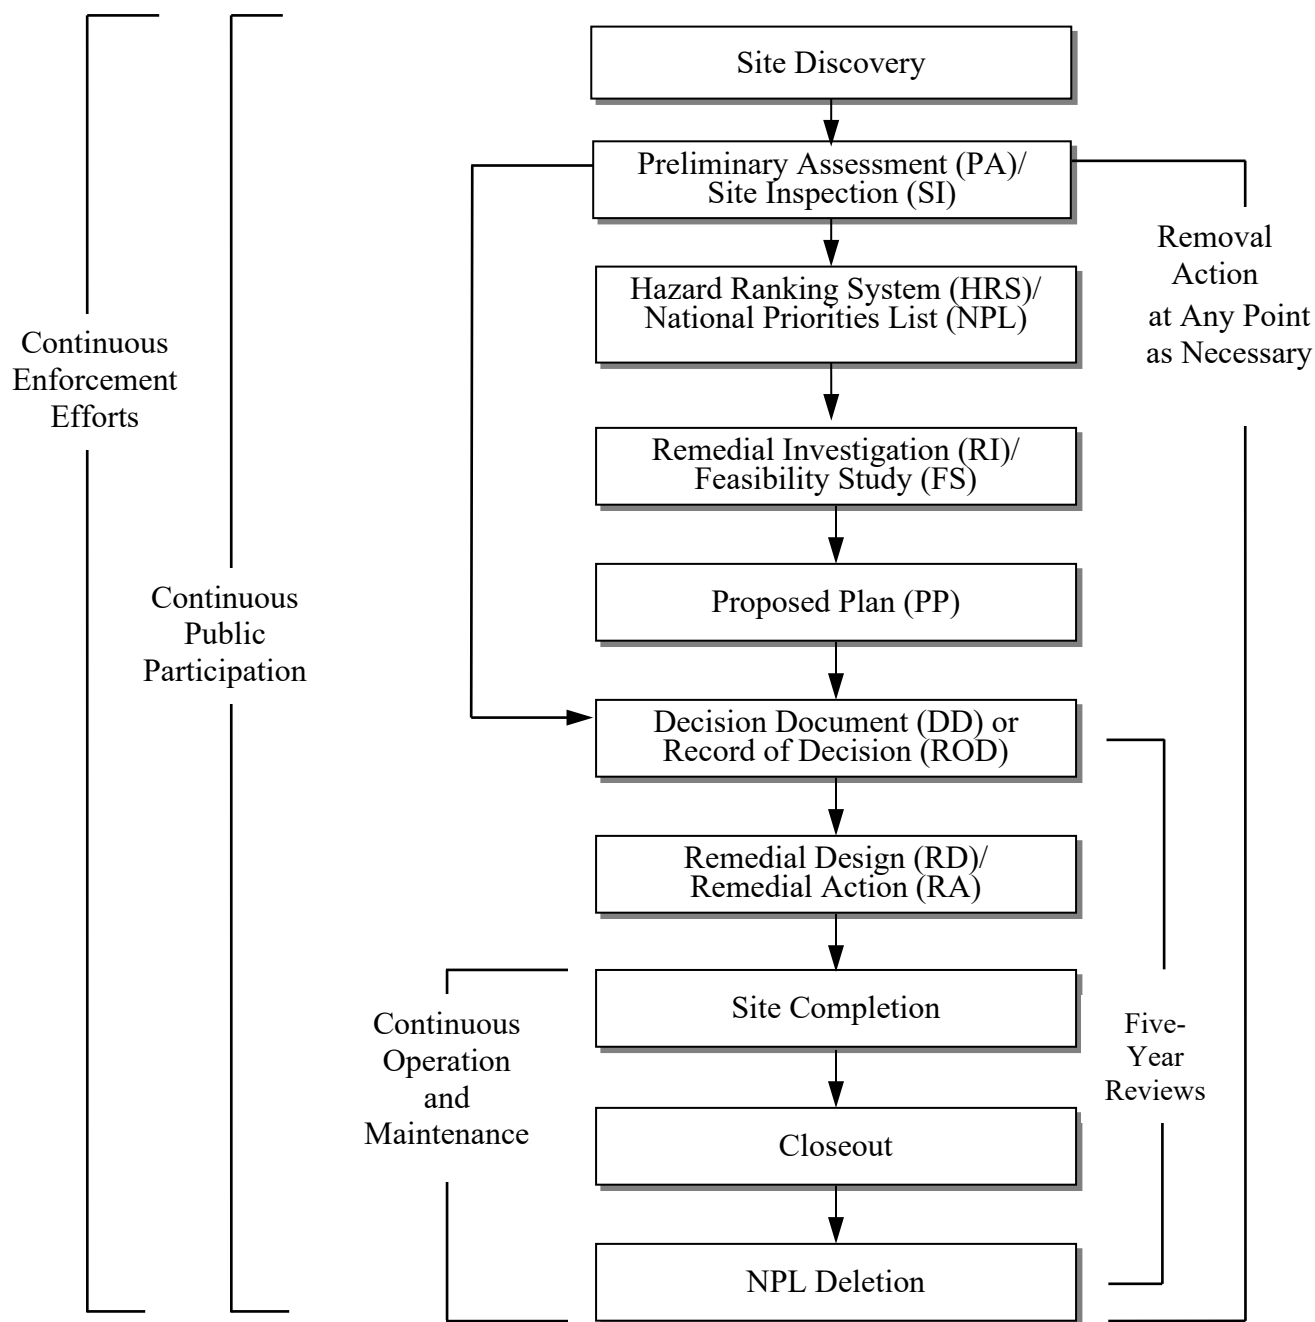 Site Discovery
Preliminary Assessment (PA)/
Site Inspection (SI)
Removal
Action
at Any Point
as Necessary
Hazard Ranking System (HRS)/
National Priorities List (NPL)
Continuous
Enforcement
Efforts
Remedial Investigation (RI)/
Feasibility Study (FS)
Continuous
Public
Participation
Proposed Plan (PP)
Decision Document (DD) or
Record of Decision (ROD)
Remedial Design (RD)/
Remedial Action (RA)
Site Completion
Continuous
Operation
and
Maintenance
Five-
Year
Reviews
Closeout
NPL Deletion